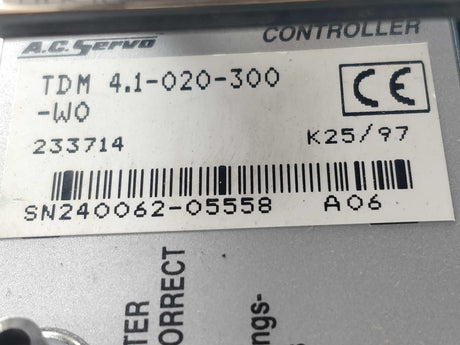 A.C. Servo CONTROLLER
TDM 4.1-020-300
-W0
CE
233714 K25/97
SN240062-05558 A06
TER
ORRECT
ngs-